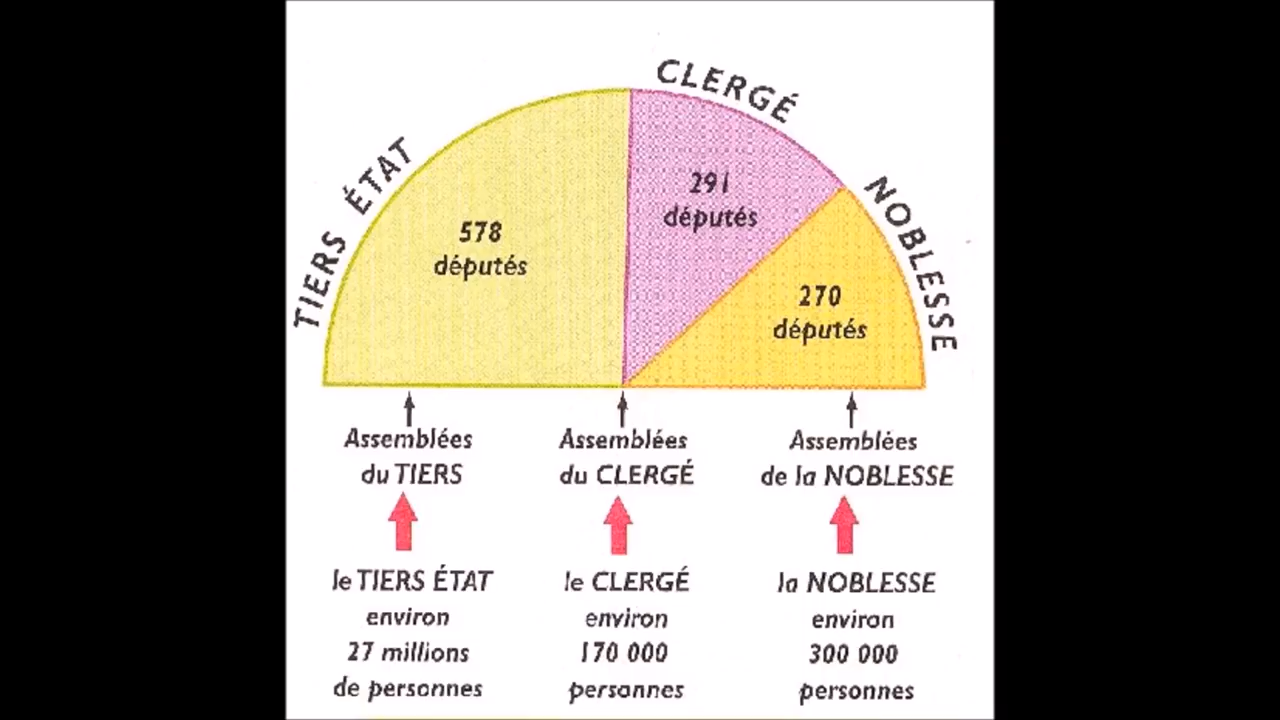 CLERGÉ
TIERS ÉTAT
NOBLESSE
291
députés
578
députés
270
députés
Assemblées
du TIERS
Assemblées
du CLERGÉ
Assemblées
de la NOBLESSE
le TIERS ÉTAT
environ
27 millions
de personnes
le CLERGÉ
environ
170 000
personnes
la NOBLESSE
environ
300 000
personnes